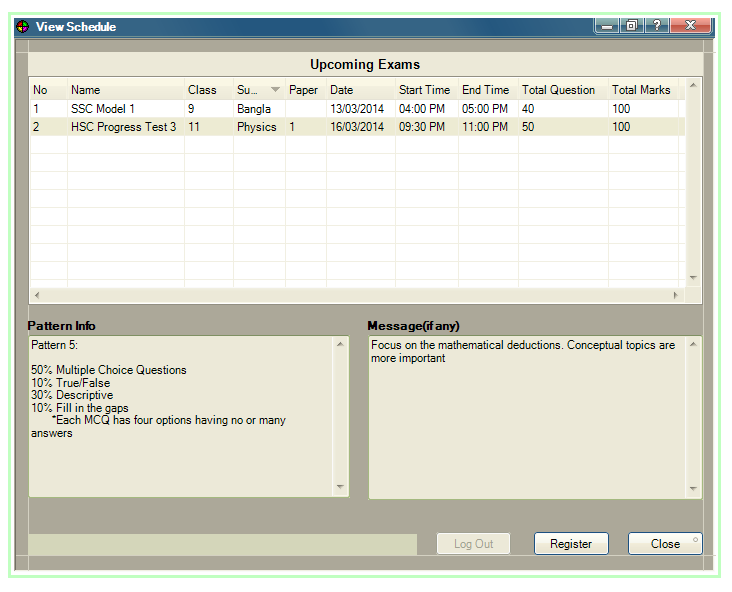 View Schedule
Upcoming Exams
No Name Class Su... Paper Date Start Time End Time Total Question Total Marks
1 SSC Model 1 9 Bangla 13/03/2014 04:00 PM 05:00 PM 40 100
2 HSC Progress Test 3 11 Physics 1 16/03/2014 09:30 PM 11:00 PM 50 100
Pattern Info
Pattern 5:
50% Multiple Choice Questions
10% True/False
30% Descriptive
10% Fill in the gaps
*Each MCQ has four options having no or many
answers
Message(if any)
Focus on the mathematical deductions. Conceptual topics are
more important
Log Out Register Close